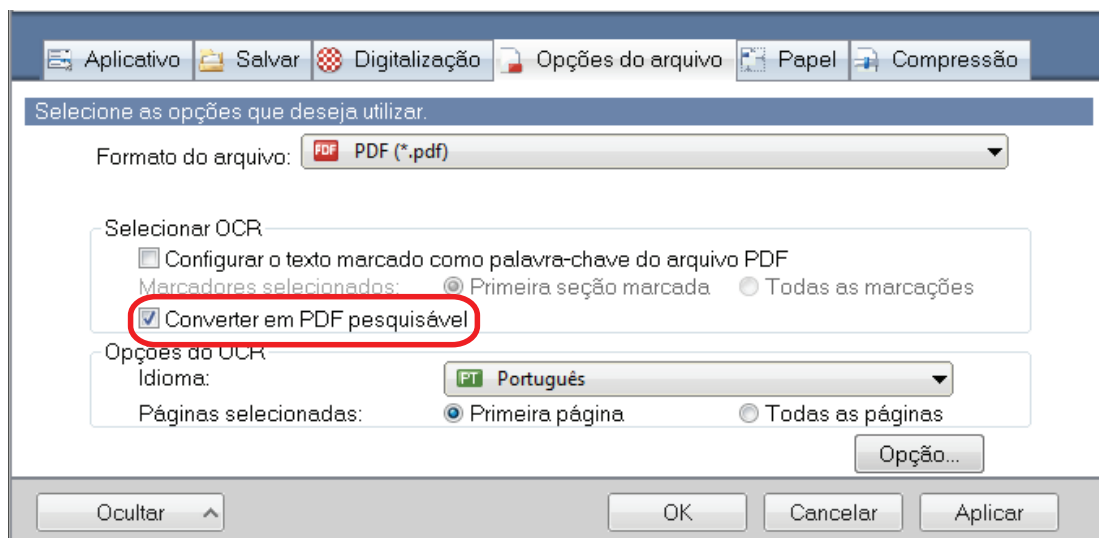 Aplicativo Salvar Digitalização Opções do arquivo Papel Compressão
Selecione as opções que deseja utilizar.
Formato do arquivo: PDF PDF (*.pdf)
Selecionar OCR
Configurar o texto marcado como palavra-chave do arquivo PDF
Marcadores selecionados: Primeira seção marcada Todas as marcações
Converter em PDF pesquisável
Opções do OCR
Idioma: PT Português
Páginas selecionadas: Primeira página Todas as páginas
Opção...
Ocultar OK Cancelar Aplicar